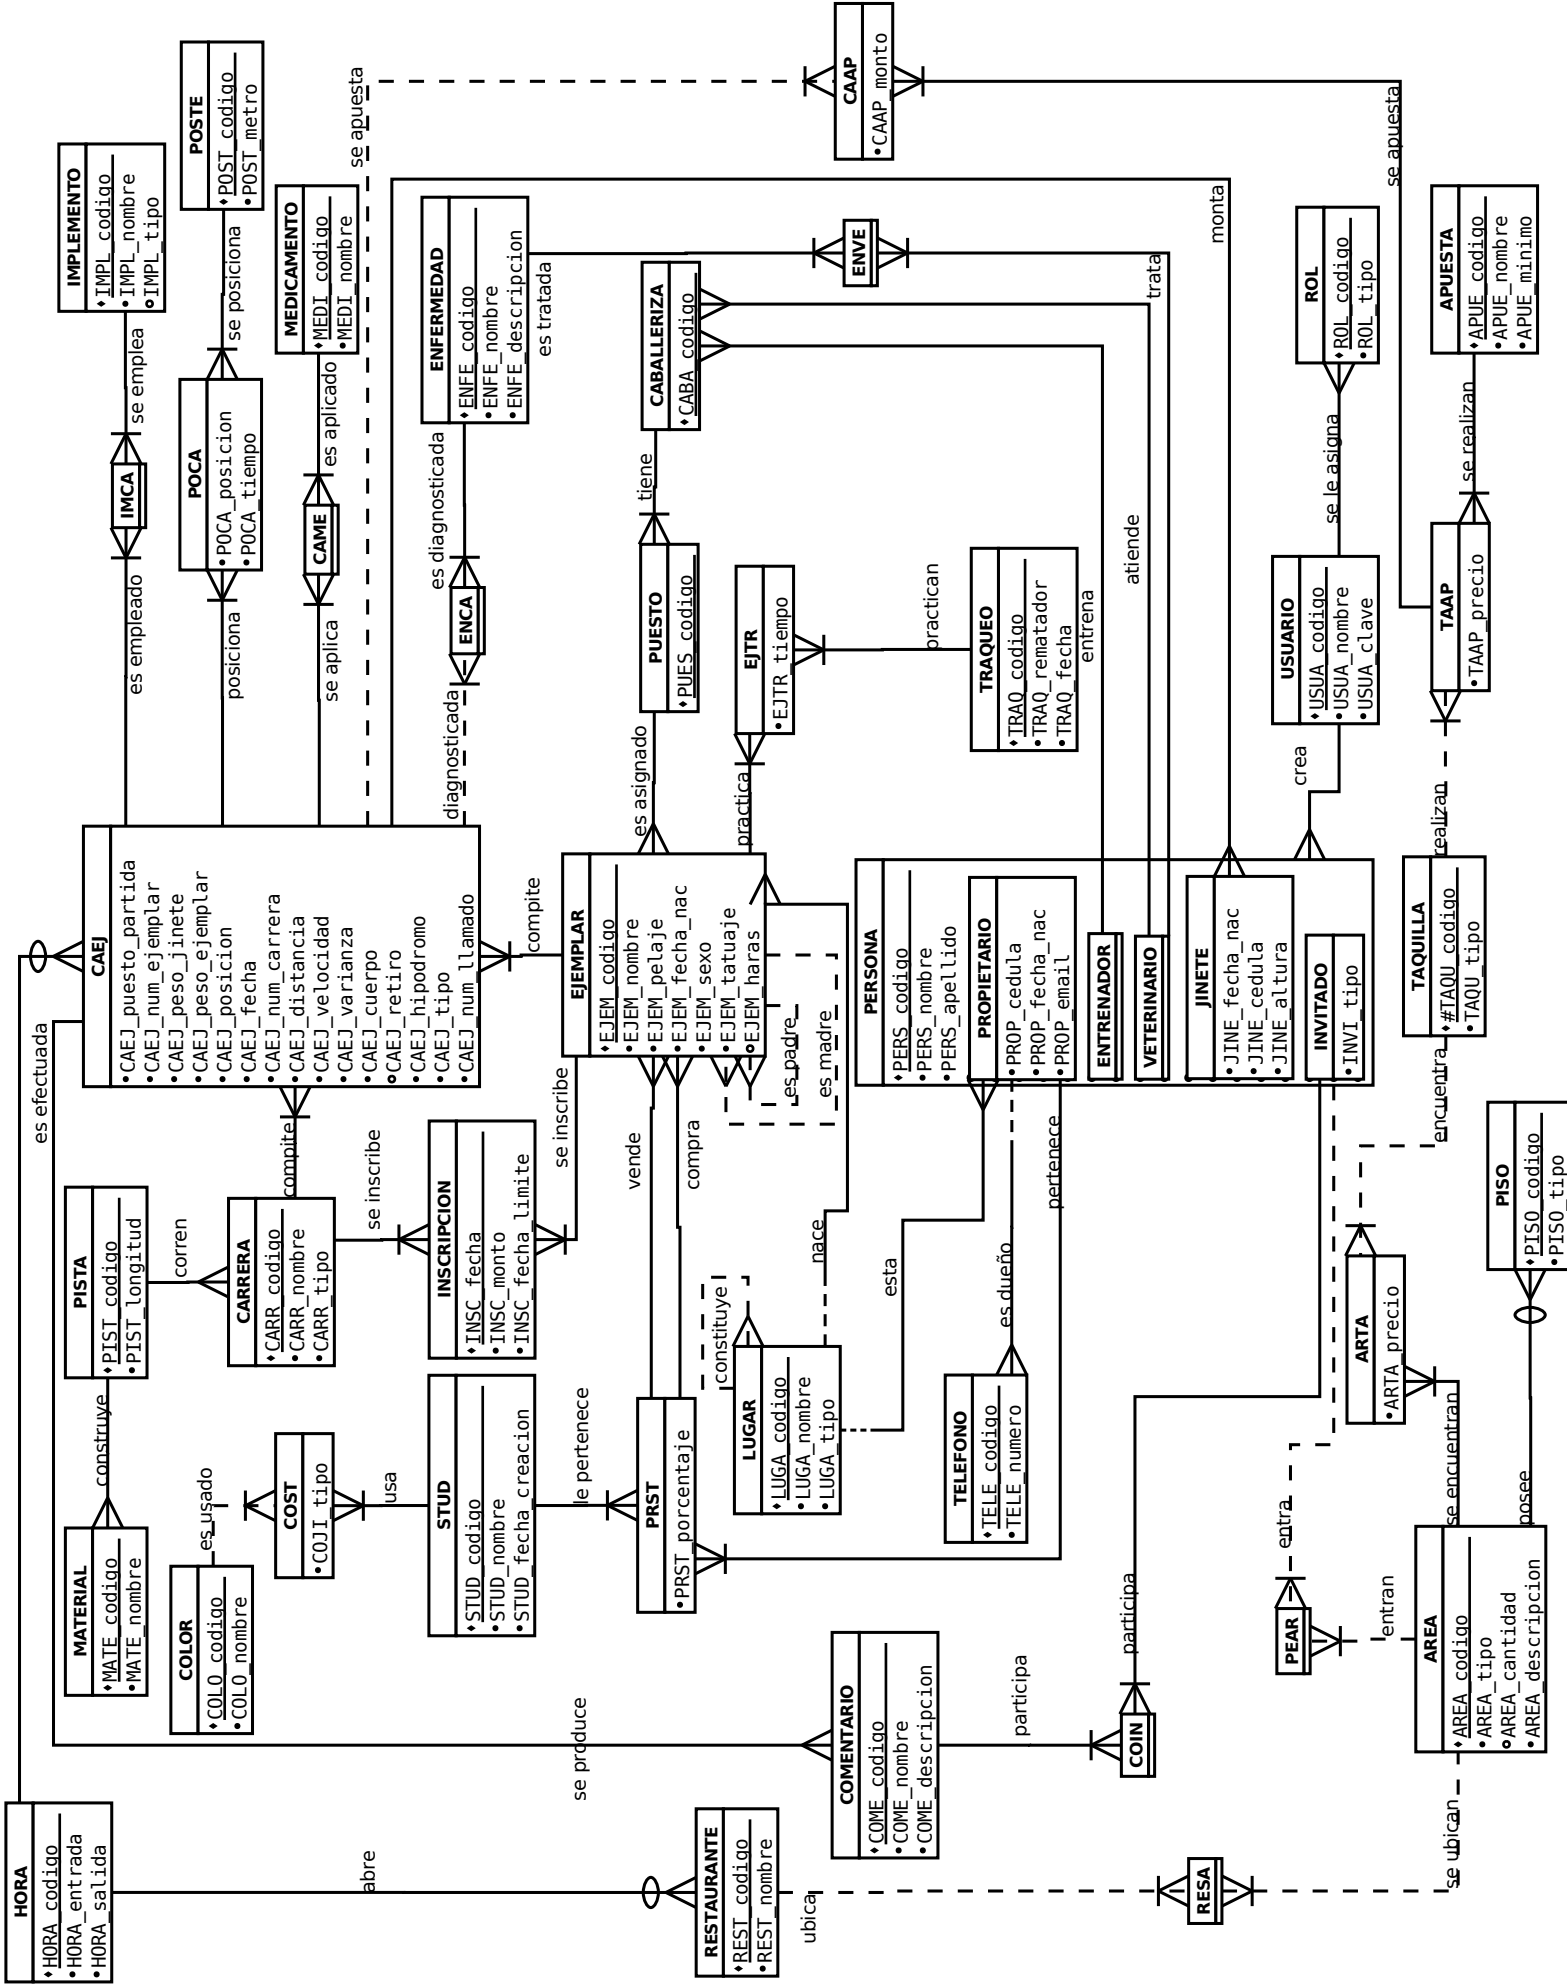 HORA
HORA_codigo
HORA_entrada
HORA_salida
abre
RESTAURANTE
REST_codigo
REST_nombre
ubica
RESA
se ubican
MATERIAL
MATE_codigo
MATE_nombre
construye
PISTA
PIST_codigo
PIST_longitud
corren
COLOR
COLO_codigo
COLO_nombre
es usado
COST
COJI_tipo
usa
STUD
STUD_codigo
STUD_nombre
STUD_fecha_creacion
le pertenece
PRST
PRST_porcentaje
CARRERA
CARR_codigo
CARR_nombre
CARR_tipo
compite
se inscribe
INSCRIPCION
INSC_fecha
INSC_monto
INSC_fecha_limite
se inscribe
vende
compra
se produce
COMENTARIO
COME_codigo
COME_nombre
COME_descripcion
participa
COIN
participa
es efectuada
CAEJ
CAEJ_puesto_partida
CAEJ_num_ejemplar
CAEJ_peso_jinete
CAEJ_peso_ejemplar
CAEJ_posicion
CAEJ_fecha
CAEJ_num_carrera
CAEJ_distancia
CAEJ_velocidad
CAEJ_varianza
CAEJ_cuerpo
CAEJ_retiro
CAEJ_hipodromo
CAEJ_tipo
CAEJ_num_llamado
compite
EJEMPLAR
EJEM_codigo
EJEM_nombre
EJEM_pelaje
EJEM_fecha_nac
EJEM_sexo
EJEM_tatuaje
EJEM_haras
es padre
es madre
LUGAR
LUGA_codigo
LUGA_nombre
LUGA_tipo
constituye
nace
esta
TELEFONO
TELE_codigo
TELE_numero
es dueño
pertenece
PERSONA
PERS_codigo
PERS_nombre
PERS_apellido
PROPIETARIO
PROP_cedula
PROP_fecha_nac
PROP_email
ENTRENADOR
VETERINARIO
JINETE
JINE_fecha_nac
JINE_cedula
JINE_altura
INVITADO
INVI_tipo
es empleado
IMCA
se emplea
IMPLEMENTO
IMPL_codigo
IMPL_nombre
IMPL_tipo
posiciona
POCA
POCA_posicion
POCA_tiempo
se posiciona
POSTE
POST_codigo
POST_metro
se aplica
CAME
es aplicado
MEDICAMENTO
MEDI_codigo
MEDI_nombre
se apuesta
diagnosticada
ENCA
es diagnosticada
ENFERMEDAD
ENFE_codigo
ENFE_nombre
ENFE_descripcion
es tratada
es asignado
PUESTO
PUES_codigo
tiene
CABALLERIZA
CABA_codigo
practica
EJTR
EJTR_tiempo
practican
TRAQUEO
TRAQ_codigo
TRAQ_rematador
TRAQ_fecha
entrena
atiende
trata
ENVE
monta
CAAP
CAAP_monto
se apuesta
crea
USUARIO
USUA_codigo
USUA_nombre
USUA_clave
se le asigna
ROL
ROL_codigo
ROL_tipo
TAQUILLA
#TAQU_codigo
TAQU_tipo
realizan
TAAP
TAAP_precio
se realizan
APUESTA
APUE_codigo
APUE_nombre
APUE_minimo
encuentra
ARTA
ARTA_precio
se encuentran
entra
PEAR
entran
AREA
AREA_codigo
AREA_tipo
AREA_cantidad
AREA_descripcion
posee
PISO
PISO_codigo
PISO_tipo